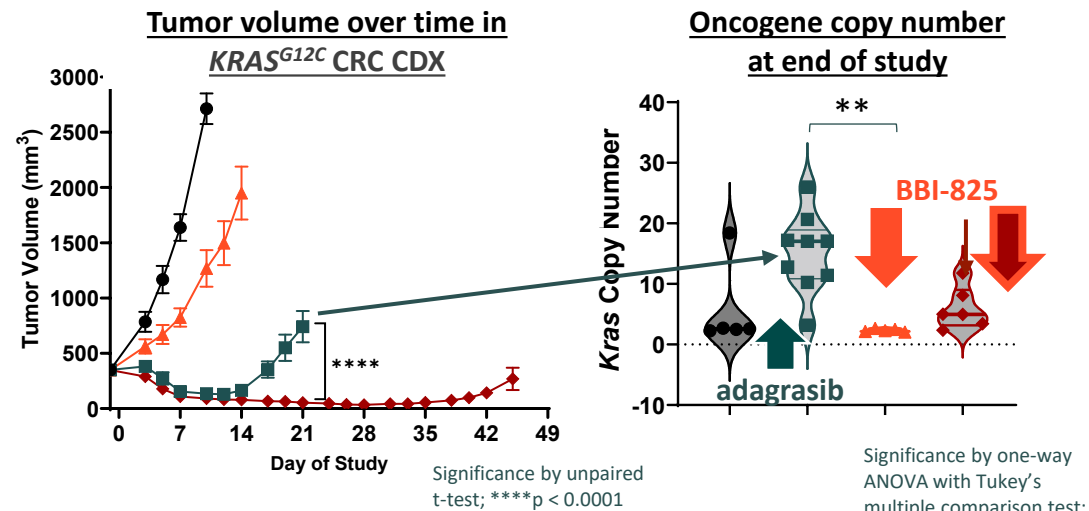 Tumor volume over time in
KRASG12C CRC CDX
3000
2500
2000
1500
1000
500
0
Tumor Volume (mm3)
****
0 7 14 21 28 35 42 49
Day of Study
Significance by unpaired
t-test; ****p < 0.0001
Oncogene copy number
at end of study
40
30
20
10
0
-10
Kras Copy Number
**
BBI-825
adagrasib
Significance by one-way
ANOVA with Tukey's
multiple comparison test;